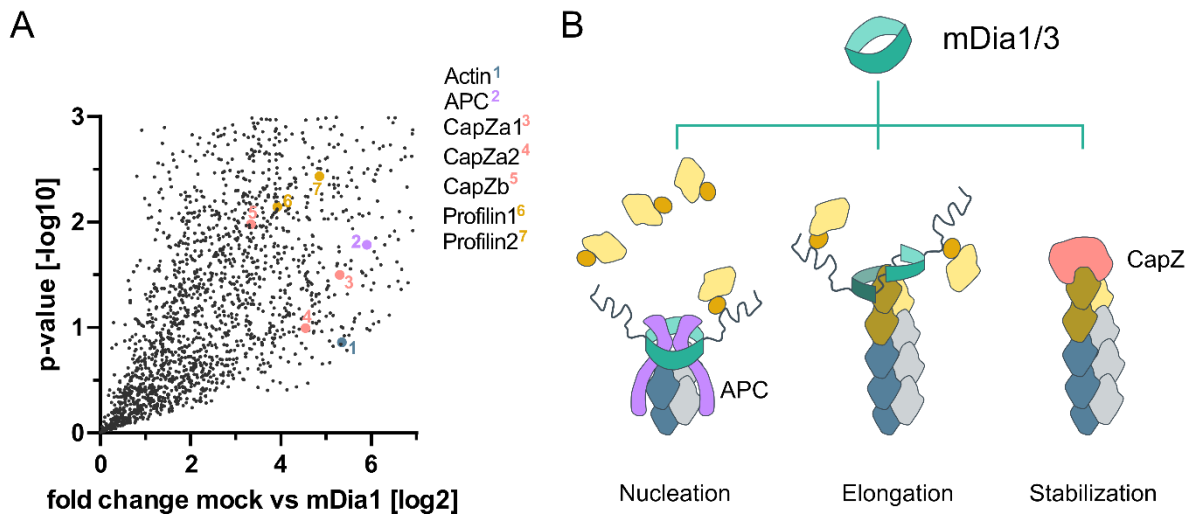 A
3
2
1
0
p-value [-log10]
0
2
4
6
fold change mock vs mDia1 [log2]
7
6
5
2
3
4
1
Actin¹
APC²
CapZa1³
CapZa2⁴
CapZb⁵
Profilin1⁶
Profilin2⁷
B
mDia1/3
APC
CapZ
Nucleation
Elongation
Stabilization